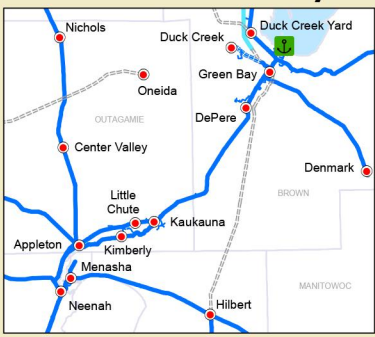 Nichols
Duck Creek Yard
Duck Creek
Green Bay
Oneida
OUTAGAMIE
DePere
Center Valley
Denmark
Little
Chute
BROWN
Kaukauna
Appleton
Kimberly
Menasha
MANITOWOC
Neenah
Hilbert